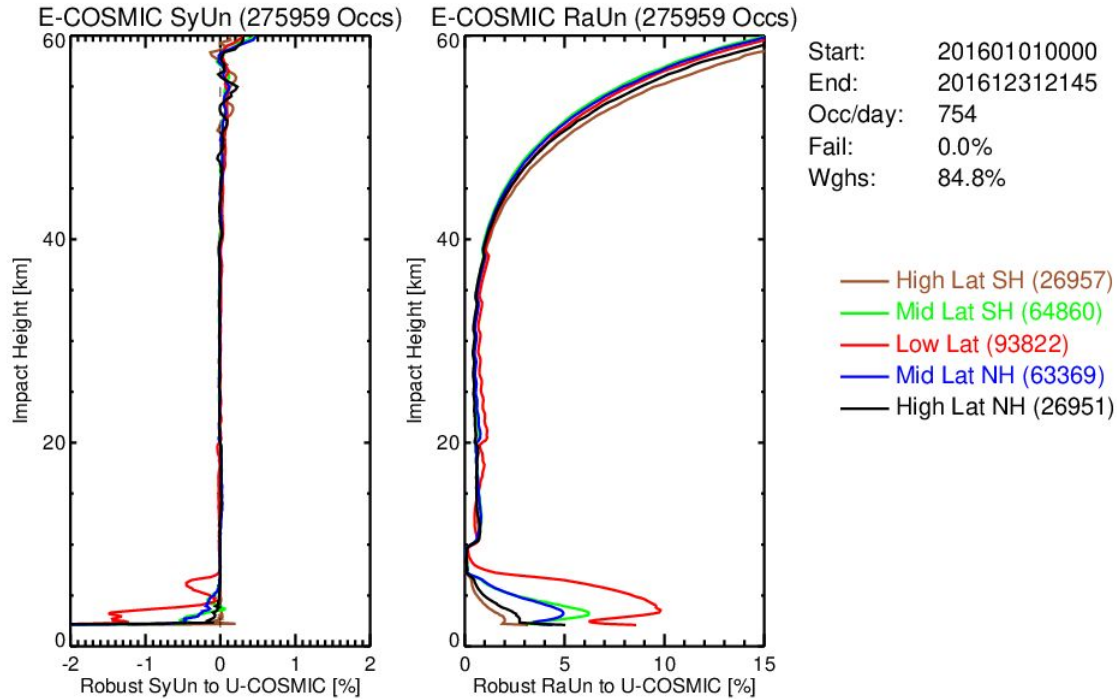 E-COSMIC SyUn (275959 Occs)
60
40
20
0
Impact Height [km]
-2
-1
0
1
2
Robust SyUn to U-COSMIC [%]
E-COSMIC RaUn (275959 Occs)
60
40
20
0
Impact Height [km]
0
5
10
15
Robust RaUn to U-COSMIC [%]
Start: 201601010000
End: 201612312145
Occ/day: 754
Fail: 0.0%
Wghs: 84.8%
High Lat SH (26957)
Mid Lat SH (64860)
Low Lat (93822)
Mid Lat NH (63369)
High Lat NH (26951)